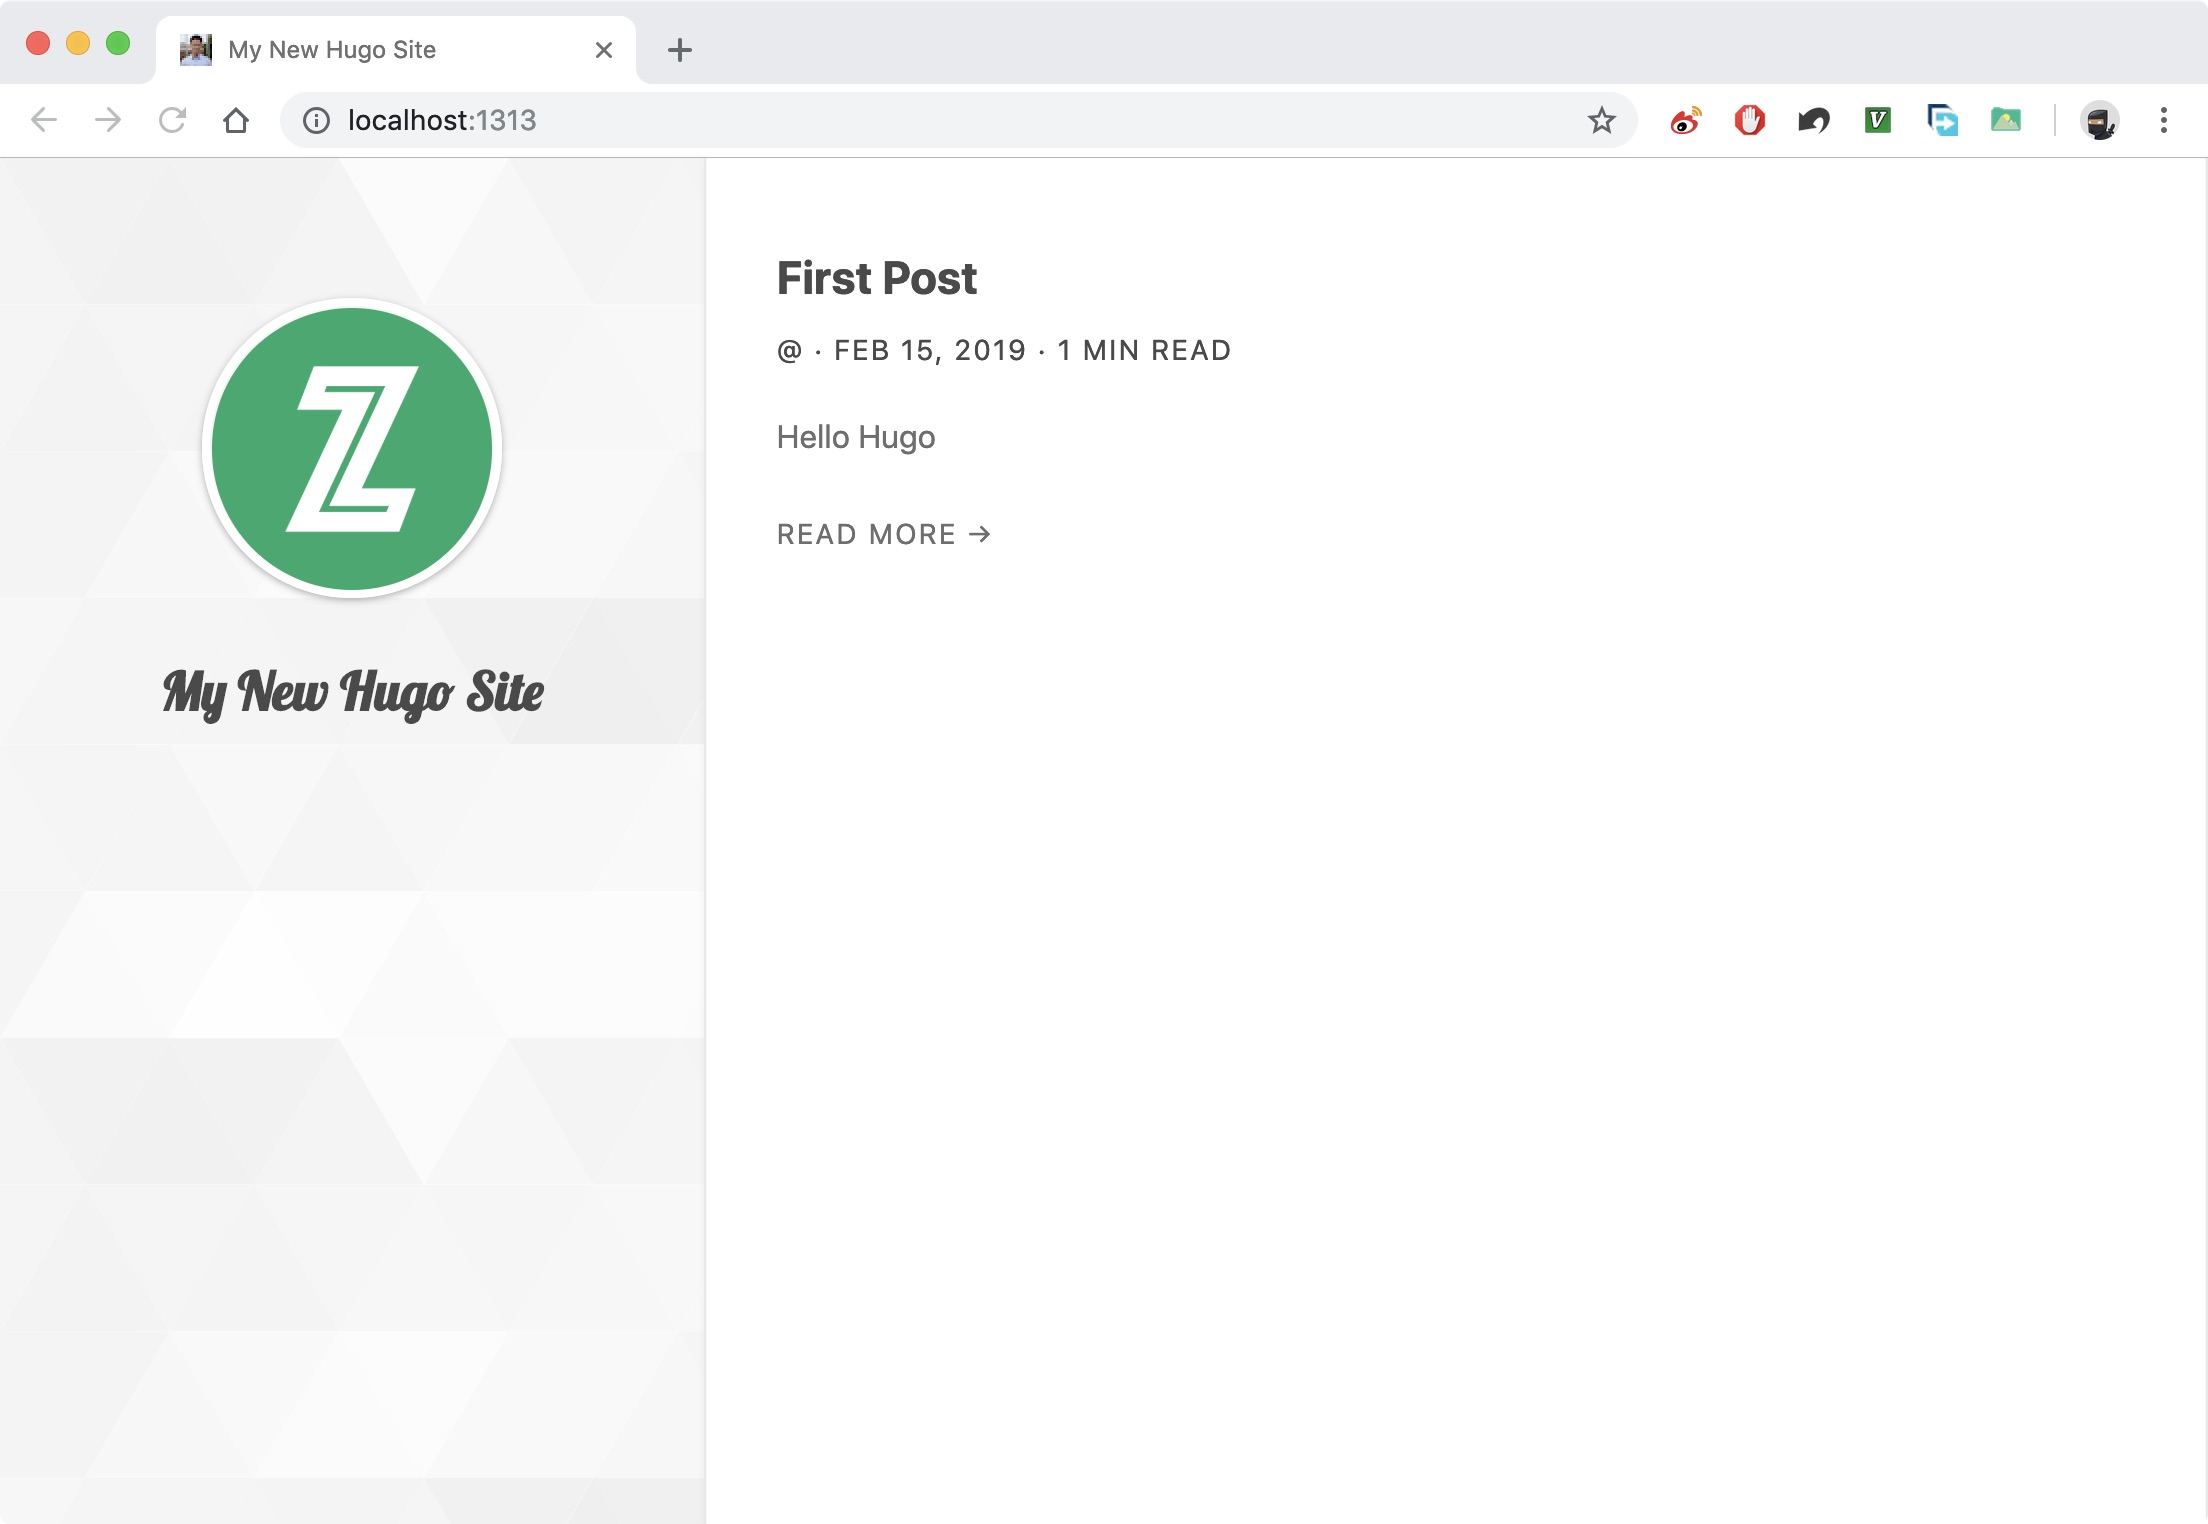 My New Hugo Site
localhost:1313
V
Z
My New Hugo Site
First Post
@ · FEB 15, 2019 · 1 MIN READ
Hello Hugo
READ MORE →